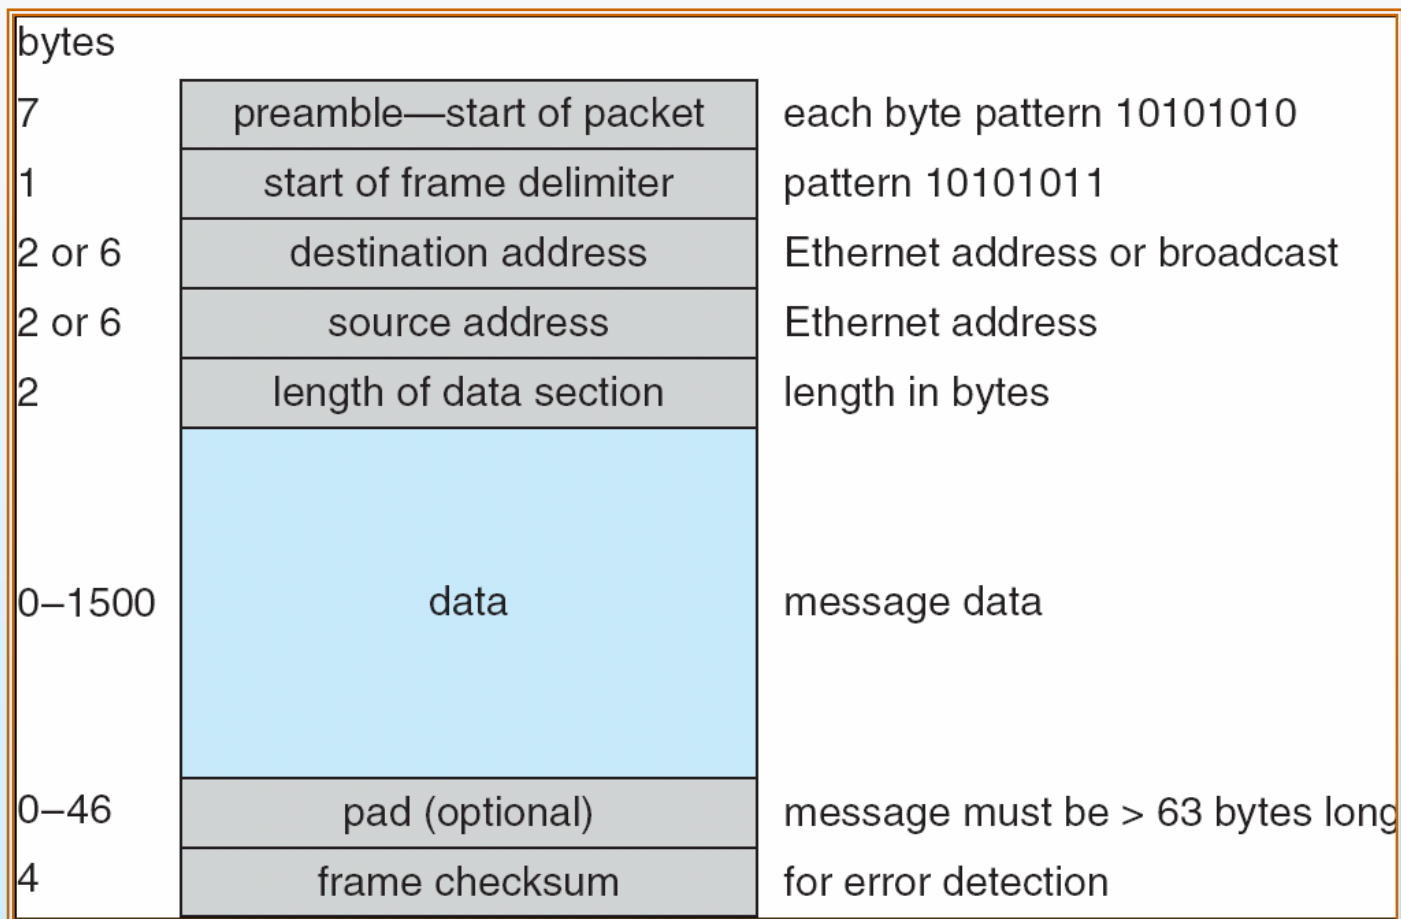 bytes
7 preamble—start of packet each byte pattern 10101010
1 start of frame delimiter pattern 10101011
2 or 6 destination address Ethernet address or broadcast
2 or 6 source address Ethernet address
2 length of data section length in bytes
0–1500 data message data
0–46 pad (optional) message must be > 63 bytes long
4 frame checksum for error detection